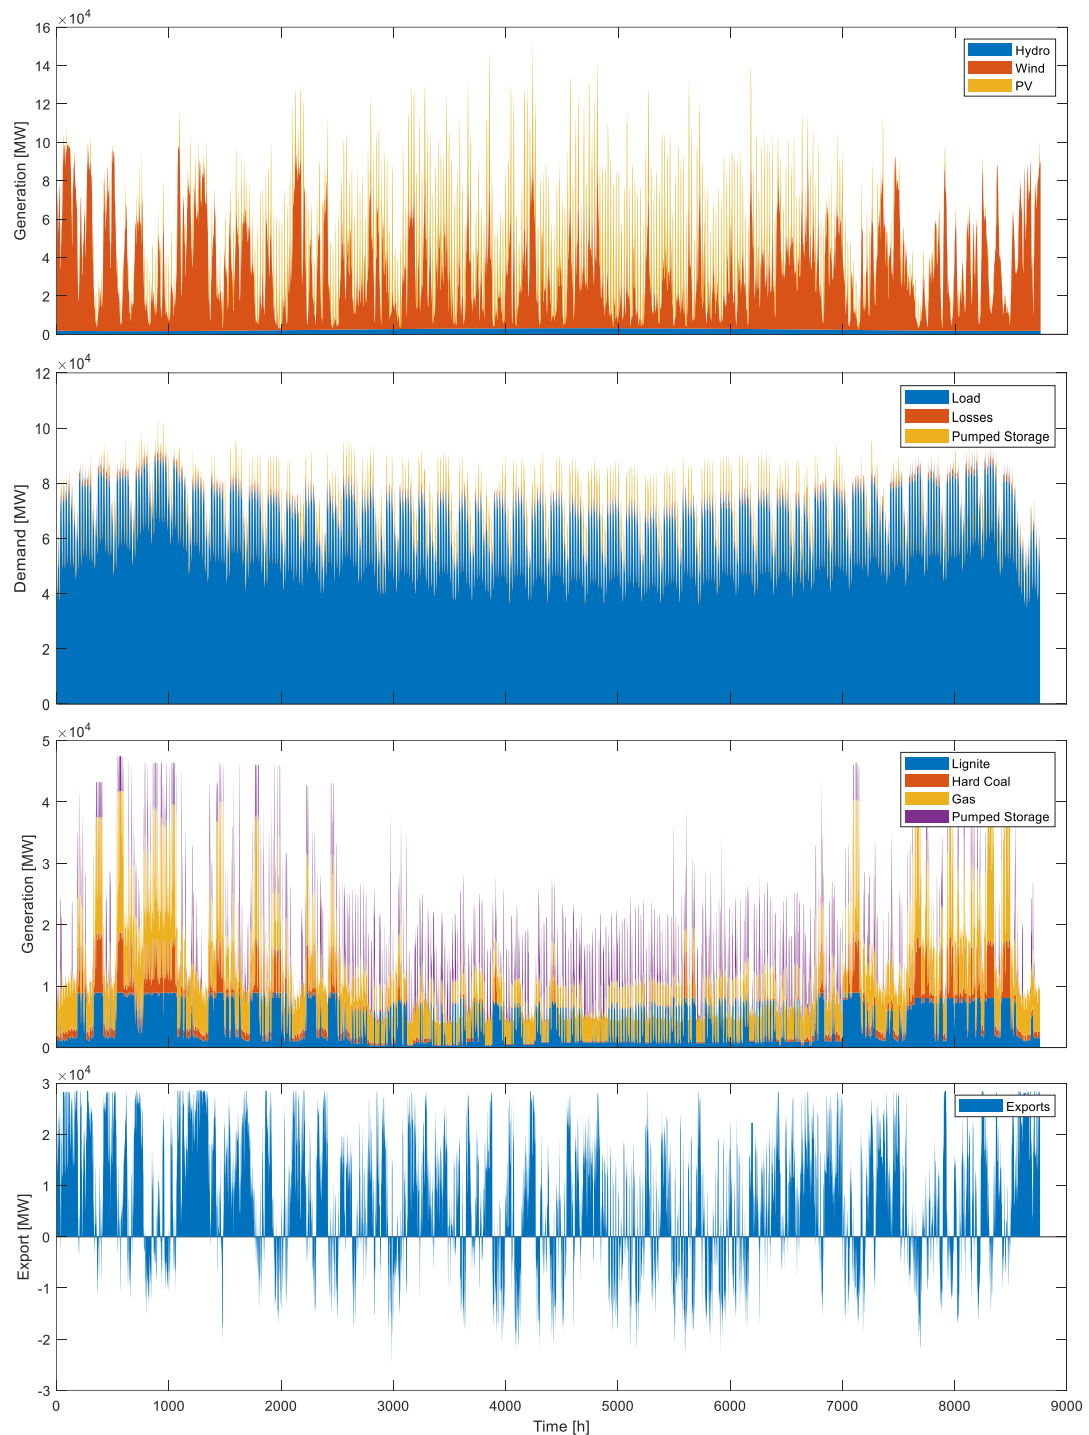 ×10⁴
16
14
12
10
8
6
4
2
0
Generation [MW]
Hydro
Wind
PV
×10⁴
12
10
8
6
4
2
0
Demand [MW]
Load
Losses
Pumped Storage
×10⁴
5
4
3
2
1
0
Generation [MW]
Lignite
Hard Coal
Gas
Pumped Storage
×10⁴
3
2
1
0
-1
-2
-3
Export [MW]
Exports
0 1000 2000 3000 4000 5000 6000 7000 8000 9000
Time [h]